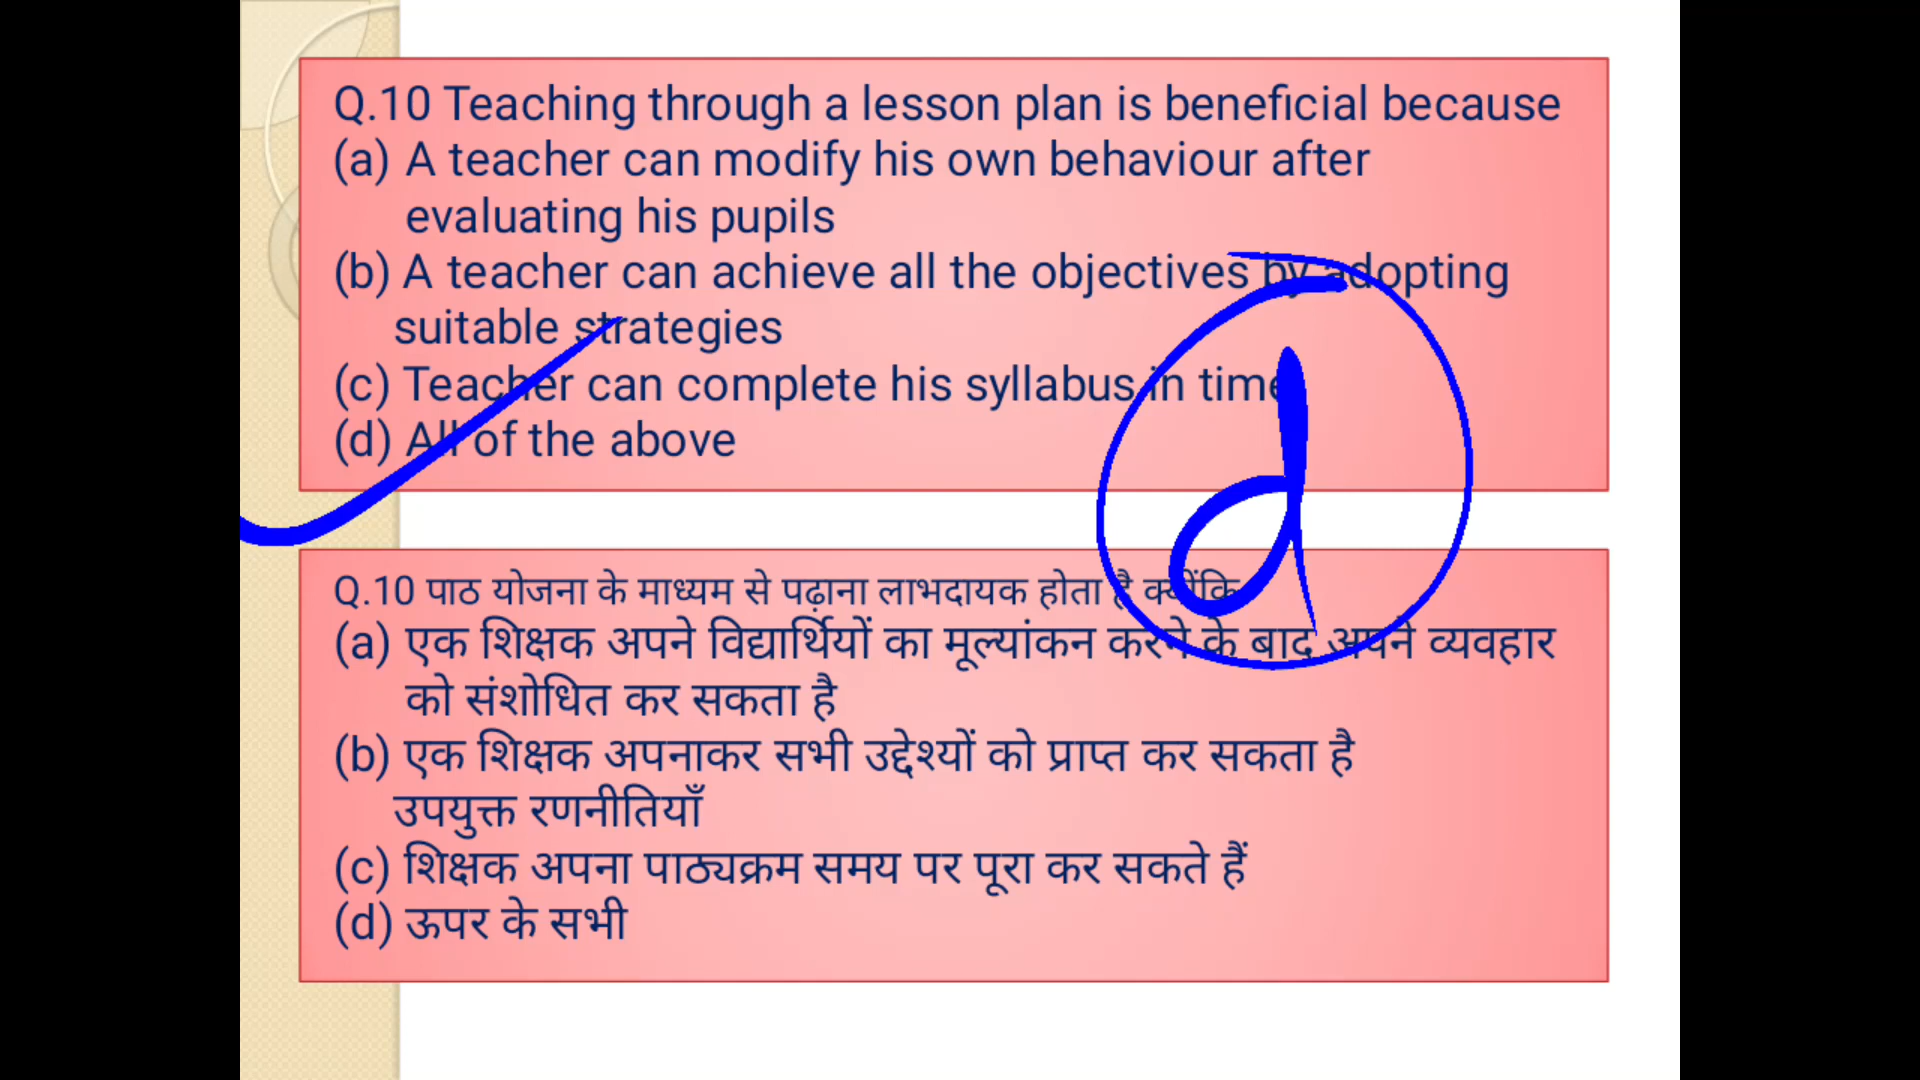 Q.10 Teaching through a lesson plan is beneficial because
(a) A teacher can modify his own behaviour after
evaluating his pupils
(b) A teacher can achieve all the objectives by adopting
suitable strategies
(c) Teacher can complete his syllabus in time
(d) All of the above
d
Q.10 पाठ योजना के माध्यम से पढ़ाना लाभदायक होता है क्योंकि
(a) एक शिक्षक अपने विद्यार्थियों का मूल्यांकन करने के बाद अपने व्यवहार
को संशोधित कर सकता है
(b) एक शिक्षक अपनाकर सभी उद्देश्यों को प्राप्त कर सकता है
उपयुक्त रणनीतियाँ
(c) शिक्षक अपना पाठ्यक्रम समय पर पूरा कर सकते हैं
(d) ऊपर के सभी